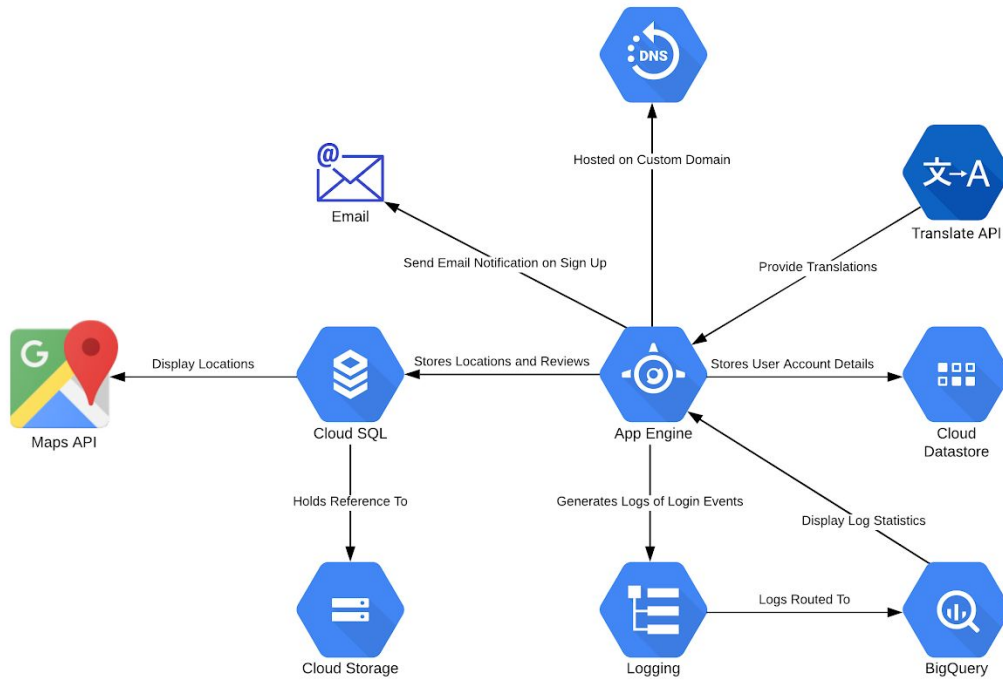 DNS
Hosted on Custom Domain
@
Email
文→A
Translate API
Send Email Notification on Sign Up
Provide Translations
G
Display Locations
Stores Locations and Reviews
Stores User Account Details
Maps API
Cloud SQL
App Engine
Cloud
Datastore
Holds Reference To
Generates Logs of Login Events
Display Log Statistics
Logs Routed To
Cloud Storage
Logging
BigQuery